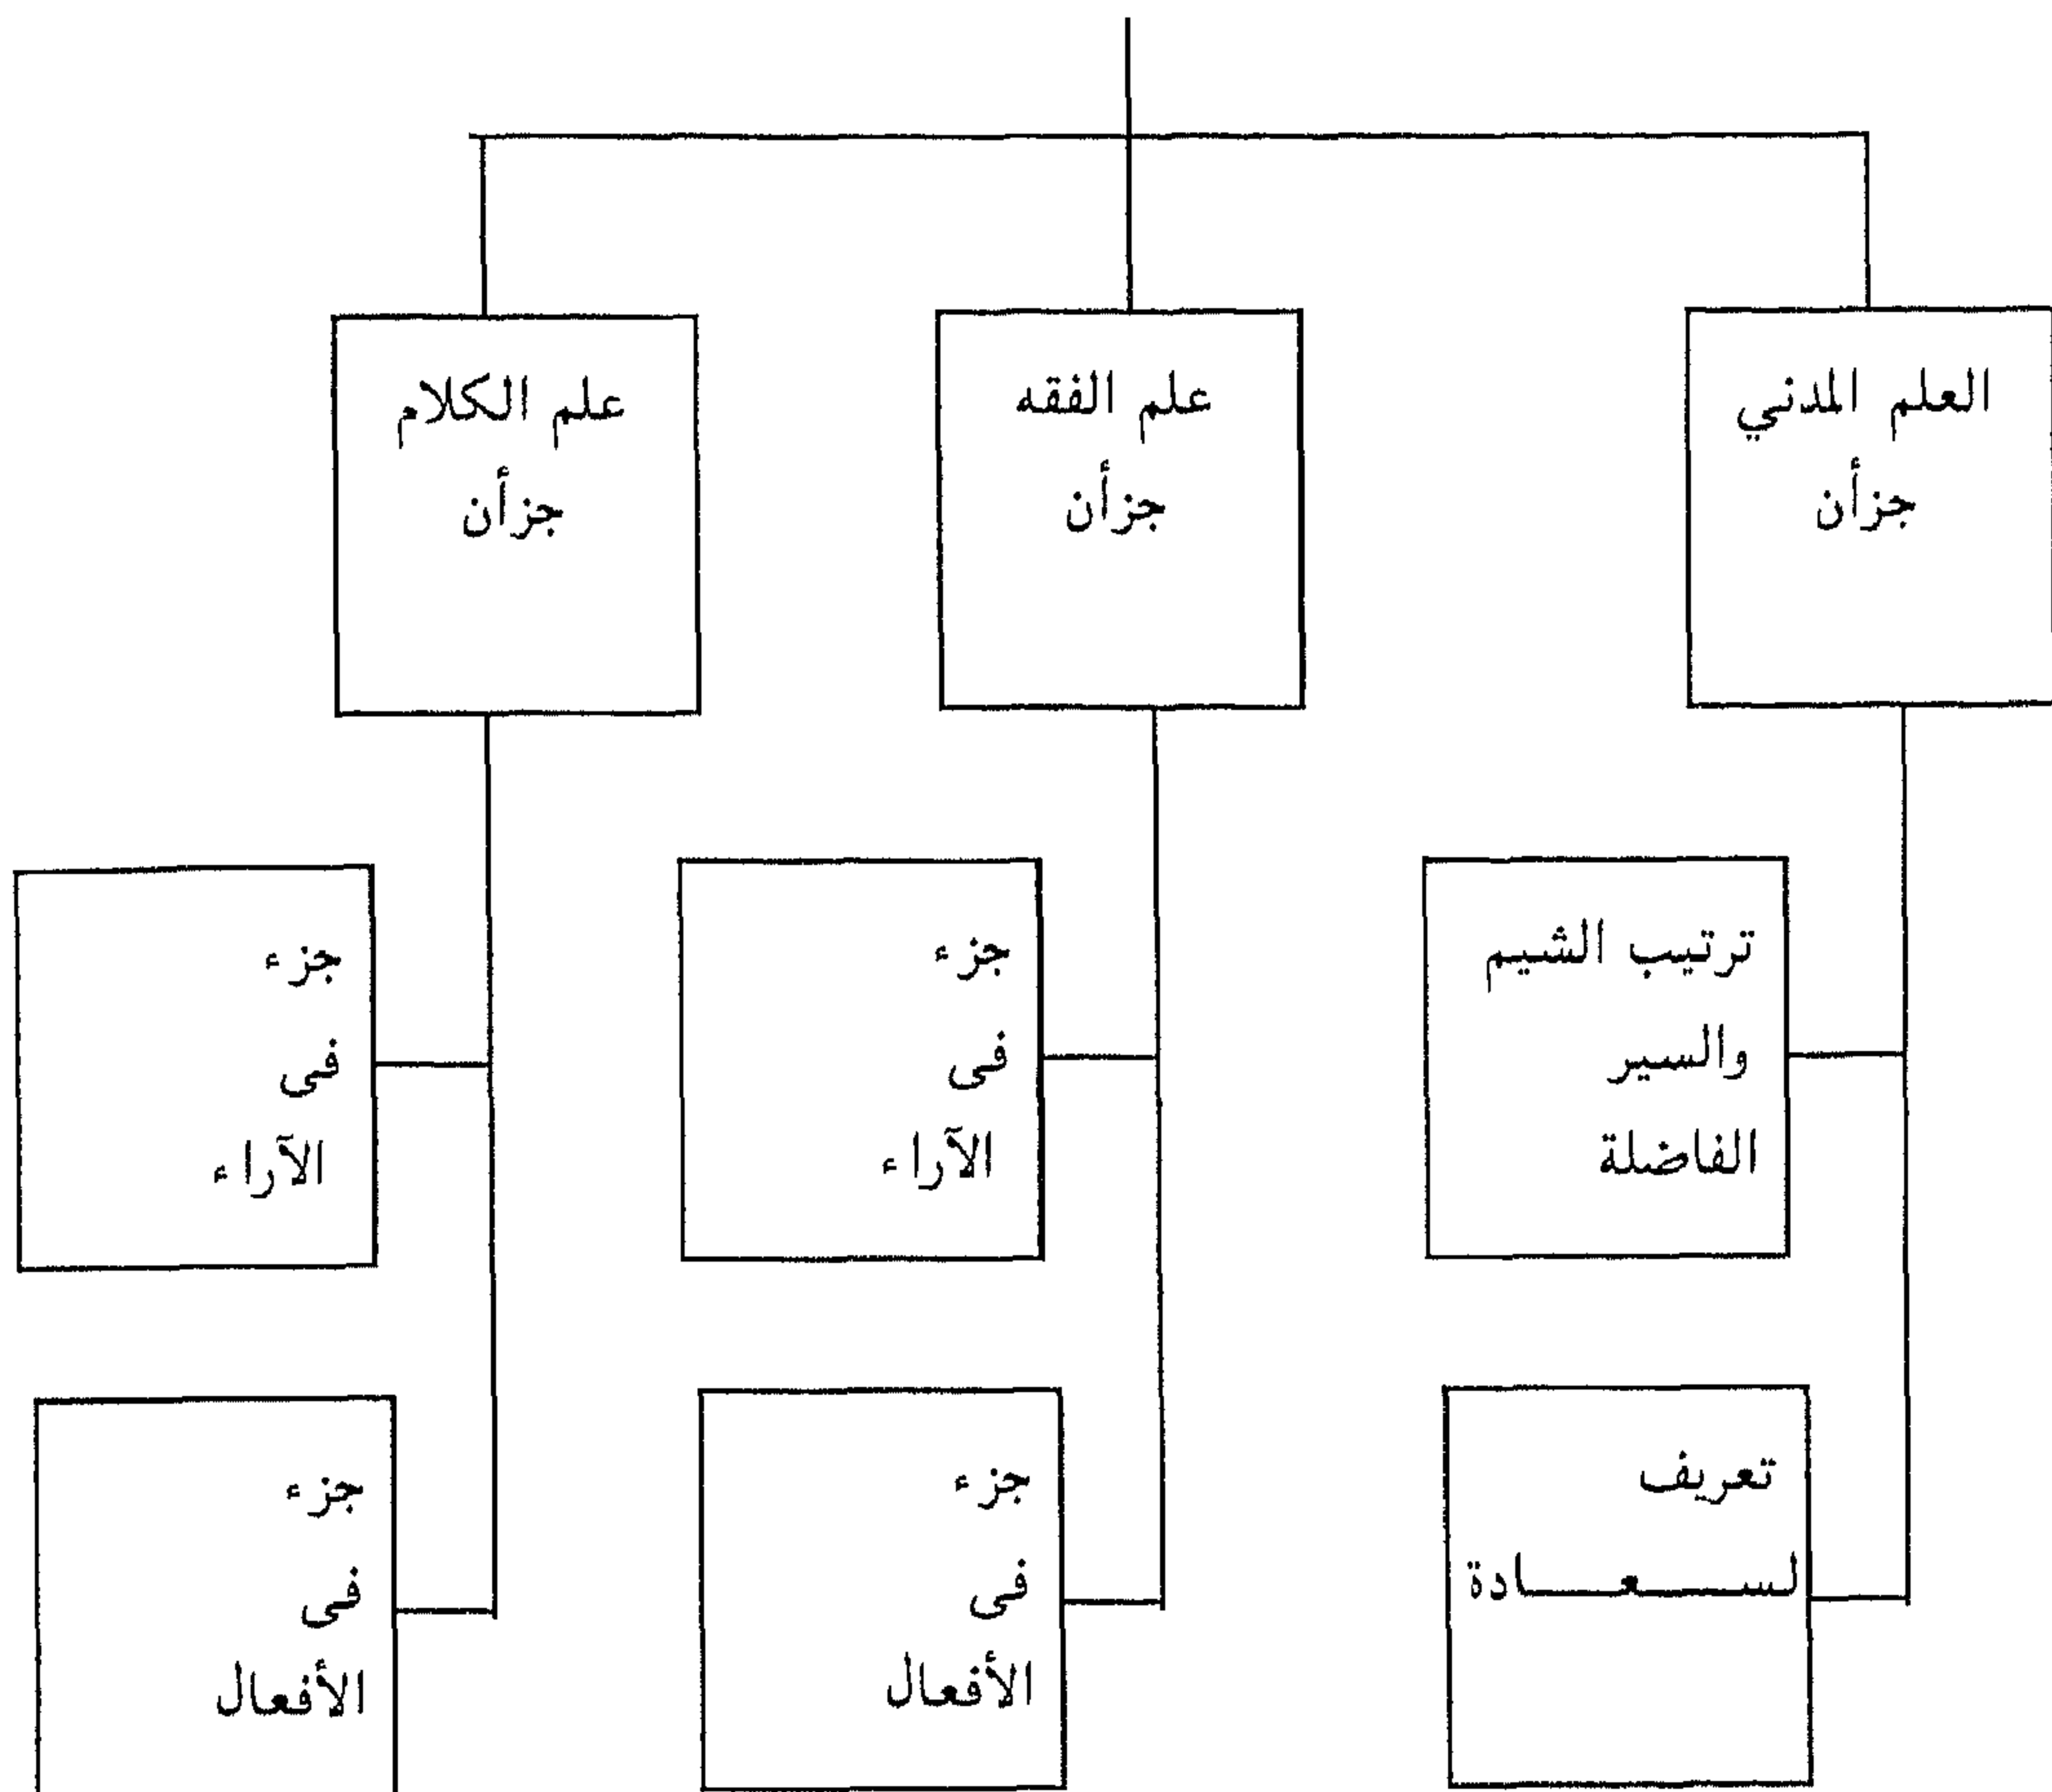 العلم المدني
جزأن
علم الفقه
جزأن
علم الكلام
جزأن
ترتيب الشيم
والسير
الفاضلة
جزء
فى
الآراء
جزء
فى
الآراء
تعريف
لسعادة
جزء
فى
الأفعال
جزء
فى
الأفعال